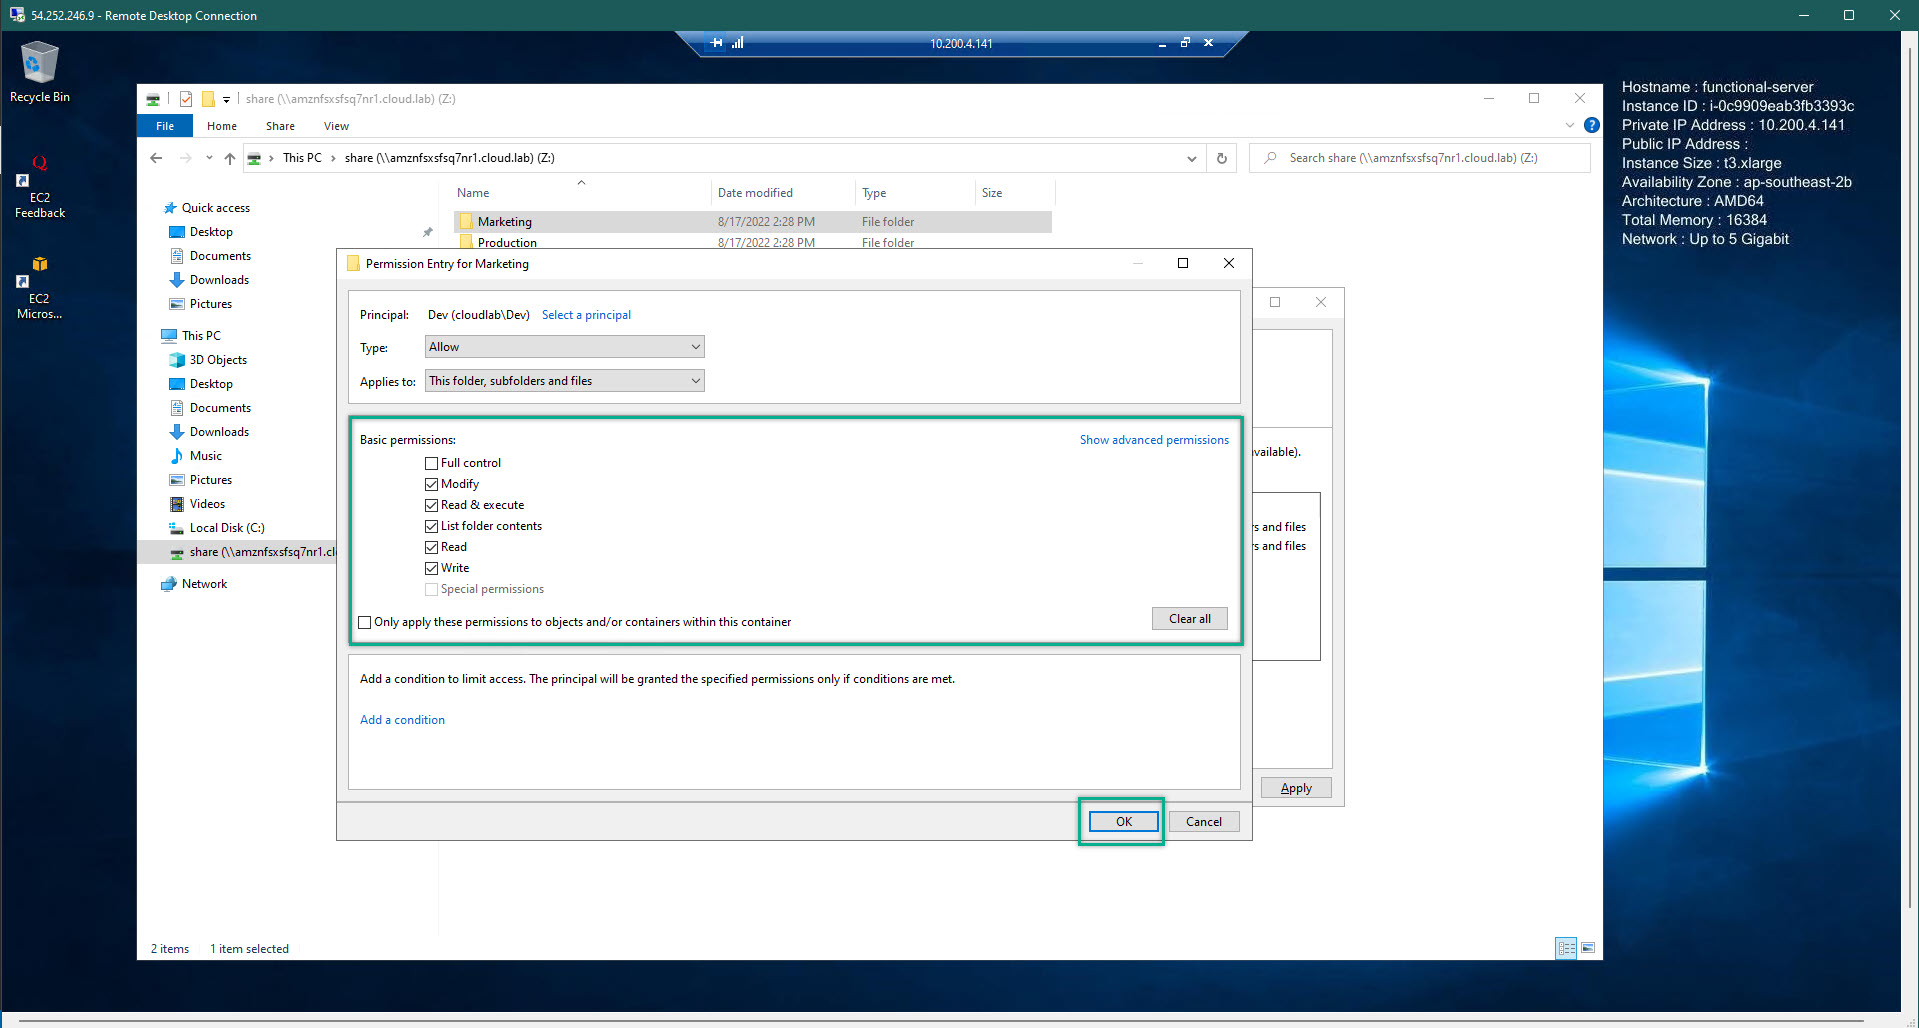 54.252.246.9 - Remote Desktop Connection
10.200.4.141
Recycle Bin
EC2
Feedback
EC2
Micros...
Hostname : functional-server
Instance ID : i-0c9909eab3fb3393c
Private IP Address : 10.200.4.141
Public IP Address :
Instance Size : t3.xlarge
Availability Zone : ap-southeast-2b
Architecture : AMD64
Total Memory : 16384
Network : Up to 5 Gigabit
share (\\amznfsxsfsq7nr1.cloud.lab) (Z:)
File Home Share View
This PC > share (\\amznfsxsfsq7nr1.cloud.lab) (Z:)
Search share (\\amznfsxsfsq7nr1.cloud.lab) (Z:)
Name Date modified Type Size
Marketing 8/17/2022 2:28 PM File folder
Production 8/17/2022 2:28 PM File folder
Quick access
Desktop
Documents
Downloads
Pictures
This PC
3D Objects
Desktop
Documents
Downloads
Music
Pictures
Videos
Local Disk (C:)
share (\\amznfsxsfsq7nr1.cl
Network
Permission Entry for Marketing
Principal: Dev (cloudlab\Dev) Select a principal
Type: Allow
Applies to: This folder, subfolders and files
Basic permissions: Show advanced permissions
Full control
Modify
Read & execute
List folder contents
Read
Write
Special permissions
Only apply these permissions to objects and/or containers within this container
Clear all
Add a condition to limit access. The principal will be granted the specified permissions only if conditions are met.
Add a condition
OK Cancel
vailable).
rs and files
rs and files
Apply
2 items 1 item selected